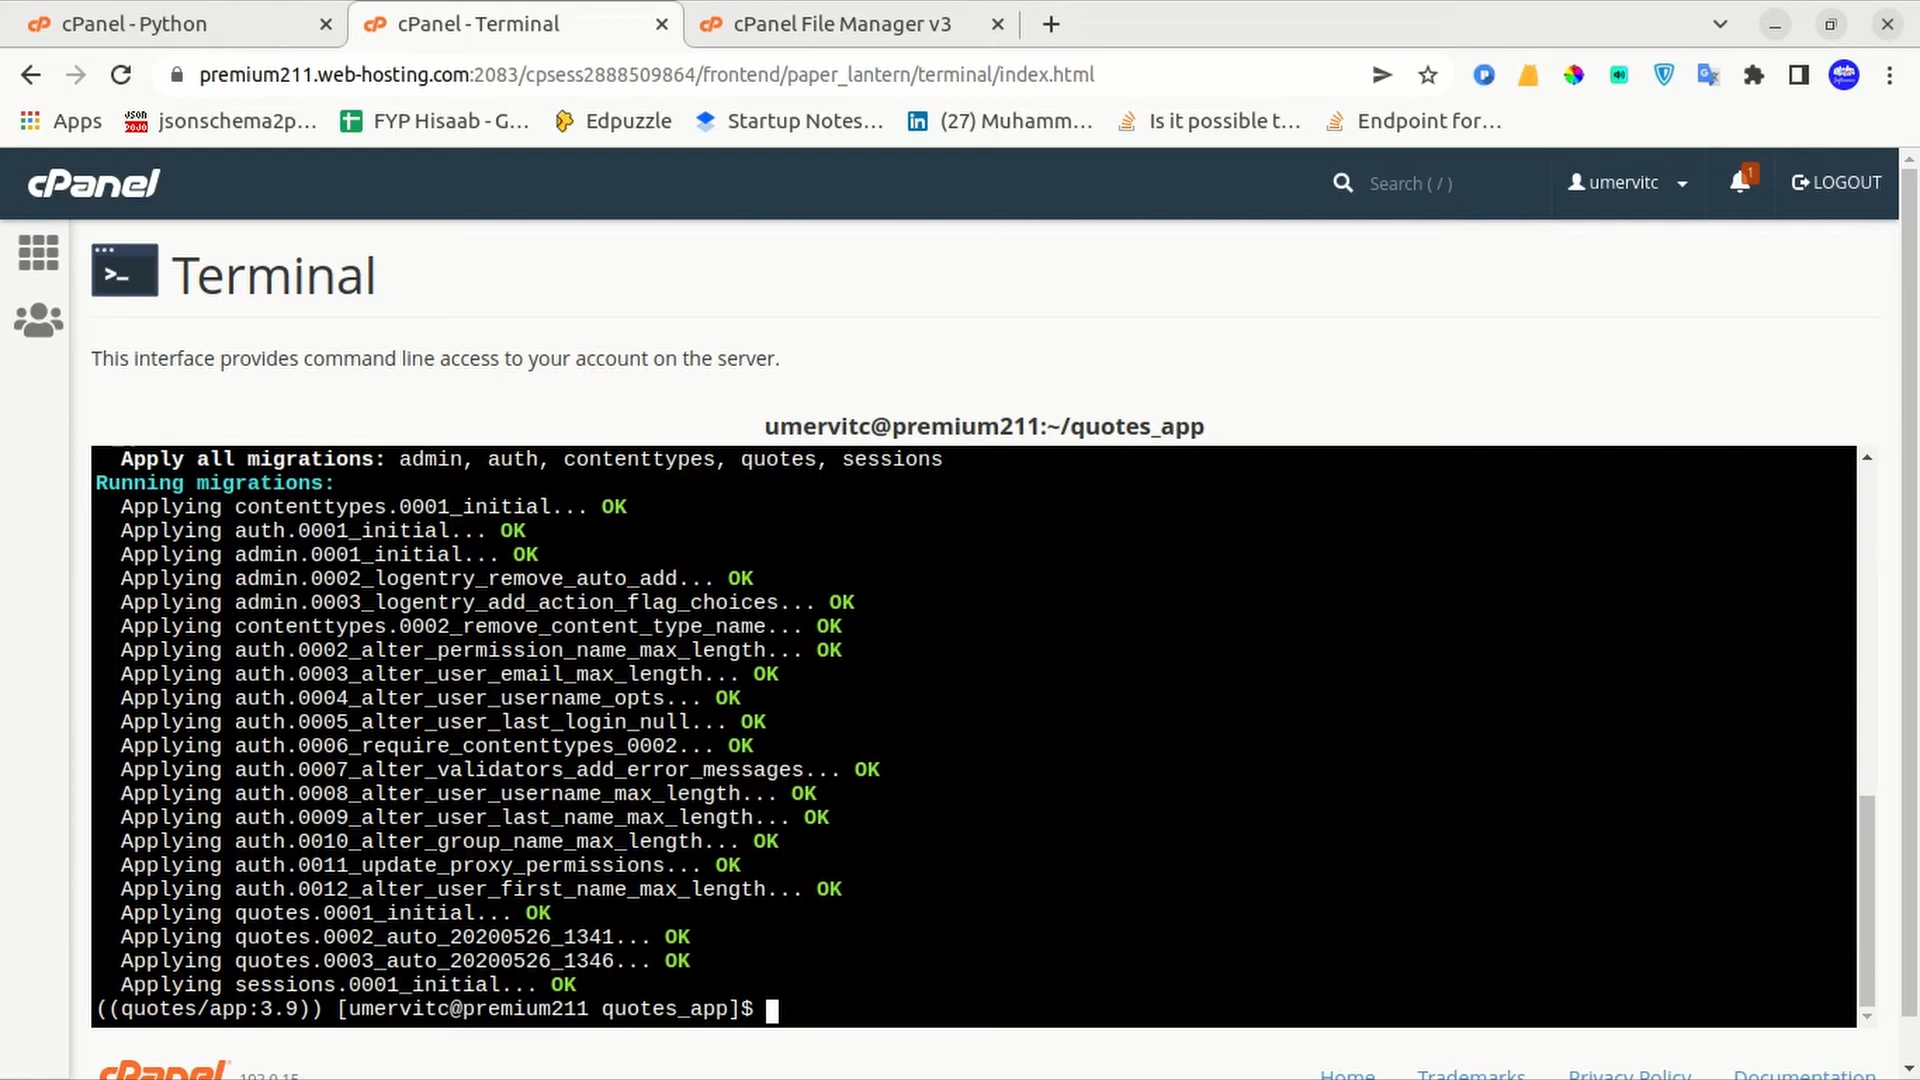 cPanel - Python
cPanel - Terminal
cPanel File Manager v3
premium211.web-hosting.com:2083/cpsess2888509864/frontend/paper_lantern/terminal/index.html
Apps
jsonschema2p...
FYP Hisaab - G...
Edpuzzle
Startup Notes...
(27) Muhamm...
Is it possible t...
Endpoint for...
cPanel
Search ( / )
umervitc
1
LOGOUT
Terminal
This interface provides command line access to your account on the server.
umervitc@premium211:~/quotes_app
Apply all migrations: admin, auth, contenttypes, quotes, sessions
Running migrations:
Applying contenttypes.0001_initial... OK
Applying auth.0001_initial... OK
Applying admin.0001_initial... OK
Applying admin.0002_logentry_remove_auto_add... OK
Applying admin.0003_logentry_add_action_flag_choices... OK
Applying contenttypes.0002_remove_content_type_name... OK
Applying auth.0002_alter_permission_name_max_length... OK
Applying auth.0003_alter_user_email_max_length... OK
Applying auth.0004_alter_user_username_opts... OK
Applying auth.0005_alter_user_last_login_null... OK
Applying auth.0006_require_contenttypes_0002... OK
Applying auth.0007_alter_validators_add_error_messages... OK
Applying auth.0008_alter_user_username_max_length... OK
Applying auth.0009_alter_user_last_name_max_length... OK
Applying auth.0010_alter_group_name_max_length... OK
Applying auth.0011_update_proxy_permissions... OK
Applying auth.0012_alter_user_first_name_max_length... OK
Applying quotes.0001_initial... OK
Applying quotes.0002_auto_20200526_1341... OK
Applying quotes.0003_auto_20200526_1346... OK
Applying sessions.0001_initial... OK
((quotes/app:3.9)) [umervitc@premium211 quotes_app]$
cPanel 102.0.15
Home
Trademarks
Privacy Policy
Documentation